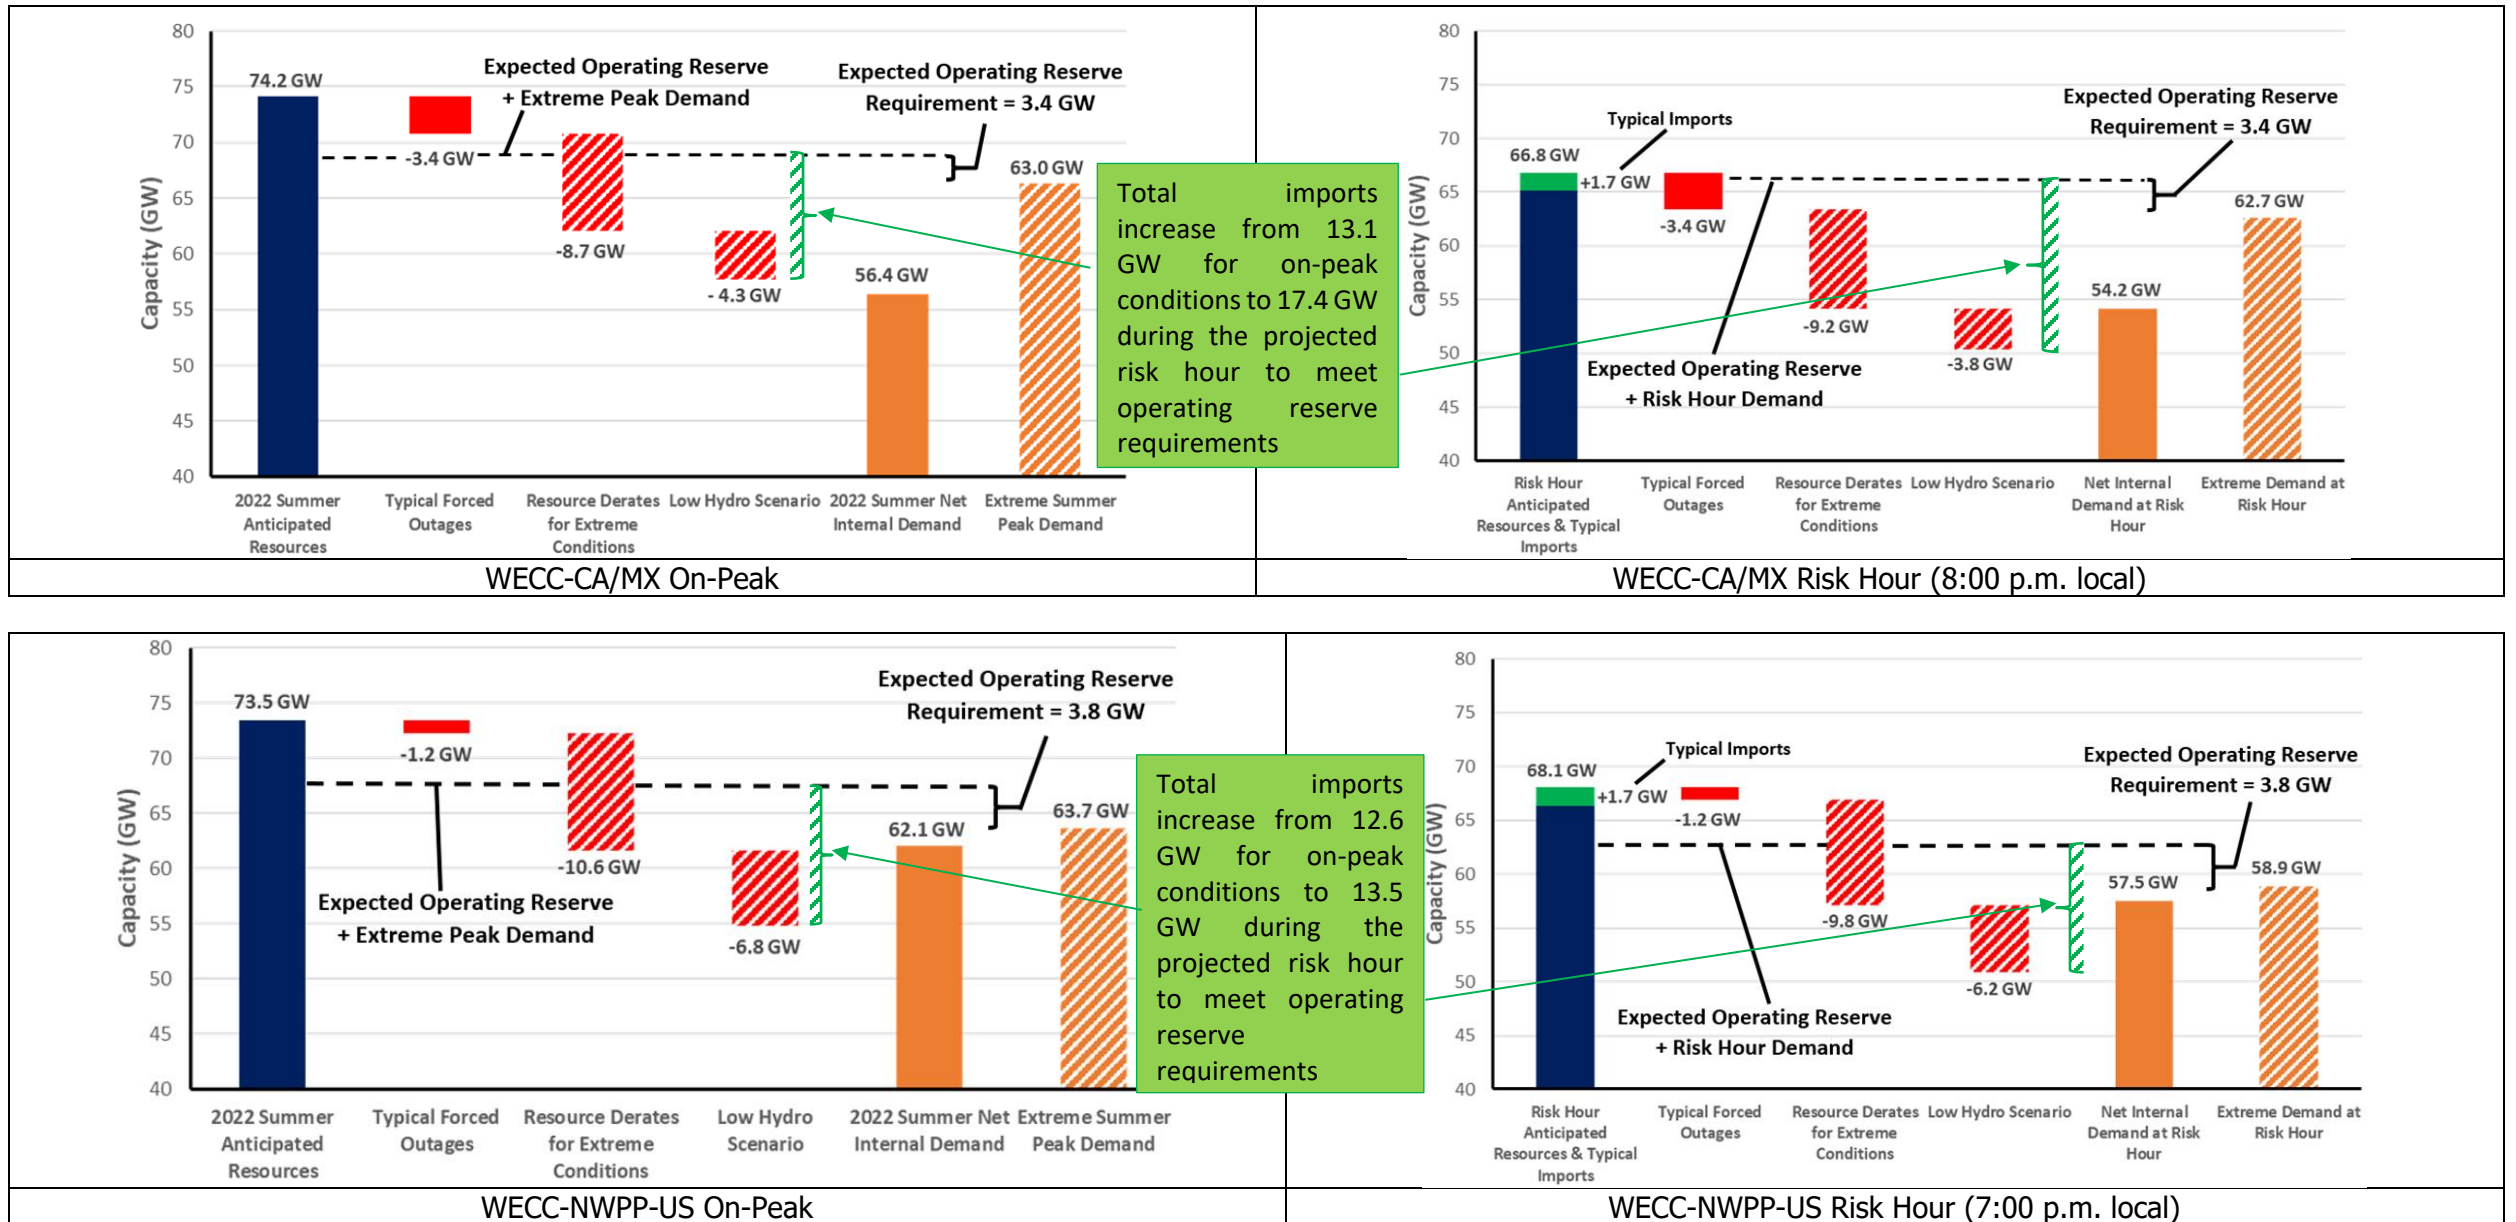 80
75
70
65
60
55
50
45
40
Capacity (GW)
74.2 GW
-3.4 GW
Expected Operating Reserve
+ Extreme Peak Demand
-8.7 GW
- 4.3 GW
56.4 GW
Expected Operating Reserve
Requirement = 3.4 GW
63.0 GW
2022 Summer
Anticipated
Resources
Typical Forced
Outages
Resource Derates
for Extreme
Conditions
Low Hydro Scenario
2022 Summer Net
Internal Demand
Extreme Summer
Peak Demand
WECC-CA/MX On-Peak
Total imports
increase from 13.1
GW for on-peak
conditions to 17.4 GW
during the projected
risk hour to meet
operating reserve
requirements
80
75
70
65
60
55
50
45
40
Capacity (GW)
66.8 GW
+1.7 GW
Typical Imports
-3.4 GW
-9.2 GW
Expected Operating Reserve
+ Risk Hour Demand
-3.8 GW
54.2 GW
Expected Operating Reserve
Requirement = 3.4 GW
62.7 GW
Risk Hour
Anticipated
Resources & Typical
Imports
Typical Forced
Outages
Resource Derates
for Extreme
Conditions
Low Hydro Scenario
Net Internal
Demand at Risk
Hour
Extreme Demand at
Risk Hour
WECC-CA/MX Risk Hour (8:00 p.m. local)
80
75
70
65
60
55
50
45
40
Capacity (GW)
73.5 GW
-1.2 GW
Expected Operating Reserve
+ Extreme Peak Demand
-10.6 GW
-6.8 GW
62.1 GW
Expected Operating Reserve
Requirement = 3.8 GW
63.7 GW
2022 Summer
Anticipated
Resources
Typical Forced
Outages
Resource Derates
for Extreme
Conditions
Low Hydro
Scenario
2022 Summer Net
Internal Demand
Extreme Summer
Peak Demand
WECC-NWPP-US On-Peak
Total imports
increase from 12.6
GW for on-peak
conditions to 13.5
GW during the
projected risk hour
to meet operating
reserve
requirements
80
75
70
65
60
55
50
45
40
Capacity (GW)
68.1 GW
+1.7 GW
Typical Imports
-1.2 GW
-9.8 GW
Expected Operating Reserve
+ Risk Hour Demand
-6.2 GW
57.5 GW
Expected Operating Reserve
Requirement = 3.8 GW
58.9 GW
Risk Hour
Anticipated
Resources & Typical
Imports
Typical Forced
Outages
Resource Derates
for Extreme
Conditions
Low Hydro Scenario
Net Internal
Demand at Risk
Hour
Extreme Demand at
Risk Hour
WECC-NWPP-US Risk Hour (7:00 p.m. local)